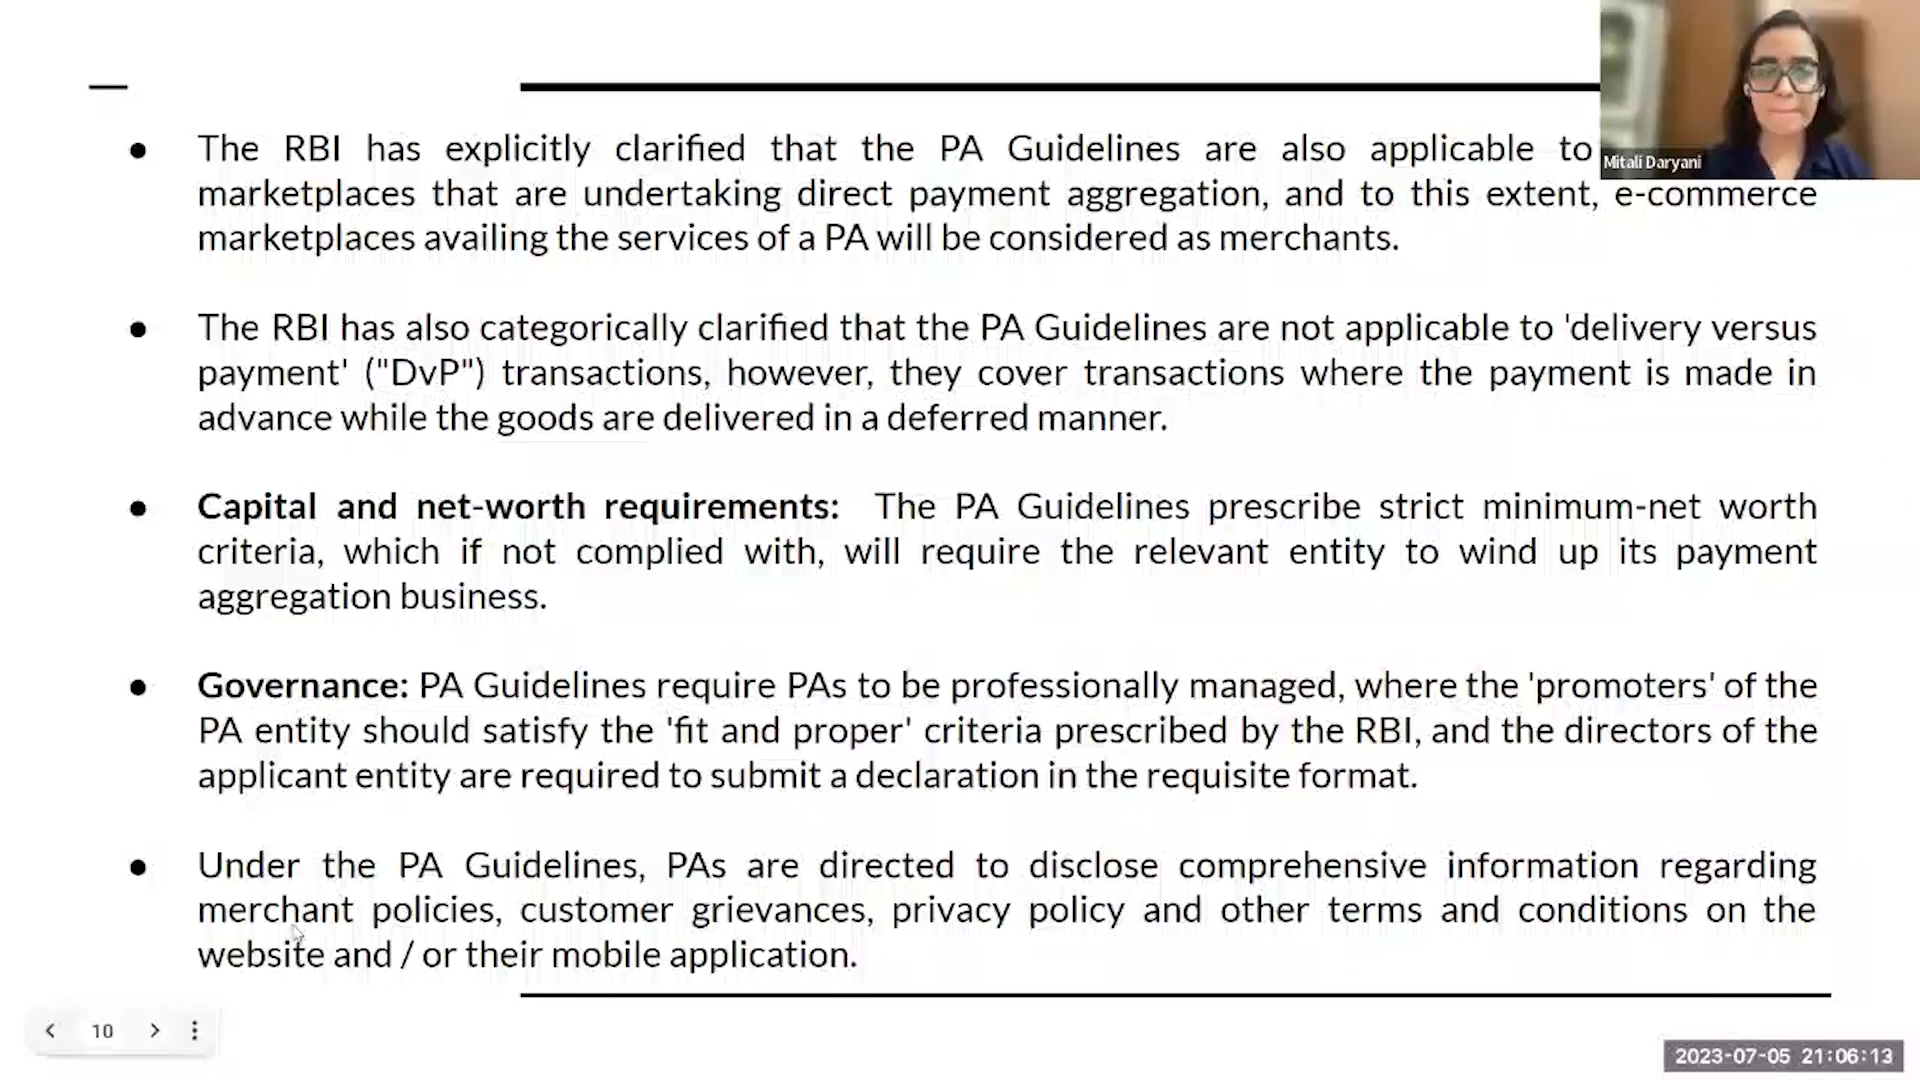 The RBI has explicitly clarified that the PA Guidelines are also applicable to
marketplaces that are undertaking direct payment aggregation, and to this extent, e-commerce
marketplaces availing the services of a PA will be considered as merchants.
The RBI has also categorically clarified that the PA Guidelines are not applicable to 'delivery versus
payment' ("DvP") transactions, however, they cover transactions where the payment is made in
advance while the goods are delivered in a deferred manner.
Capital and net-worth requirements: The PA Guidelines prescribe strict minimum-net worth
criteria, which if not complied with, will require the relevant entity to wind up its payment
aggregation business.
Governance: PA Guidelines require PAs to be professionally managed, where the 'promoters' of the
PA entity should satisfy the 'fit and proper' criteria prescribed by the RBI, and the directors of the
applicant entity are required to submit a declaration in the requisite format.
Under the PA Guidelines, PAs are directed to disclose comprehensive information regarding
merchant policies, customer grievances, privacy policy and other terms and conditions on the
website and / or their mobile application.
Mitali Daryani
10
2023-07-05 21:06:13